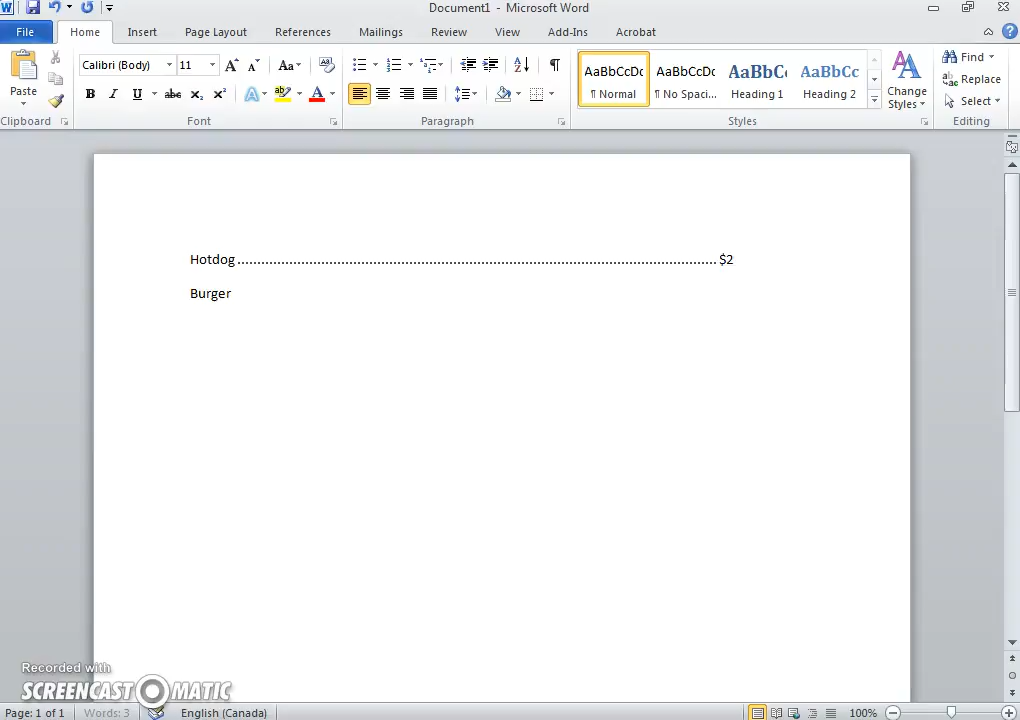 Document1 - Microsoft Word
File Home Insert Page Layout References Mailings Review View Add-Ins Acrobat
Paste
Clipboard
Calibri (Body) 11
Font
Paragraph
AaBbCcDc AaBbCcDc AaBbC AaBbCc
¶ Normal ¶ No Spaci... Heading 1 Heading 2
Change Styles
Styles
Find
Replace
Select
Editing
Hotdog ........................................................................................................................ $2
Burger
Recorded with
SCREENCAST MATIC
Page: 1 of 1 Words: 3 English (Canada) 100%